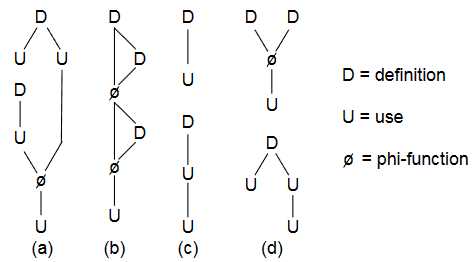 D
U U
D
U
ø
U
(a)
D
D
ø
D
ø
U
(b)
D
U
D
U
U
(c)
D D
ø
U
D
U U
U
(d)
D = definition
U = use
ø = phi-function